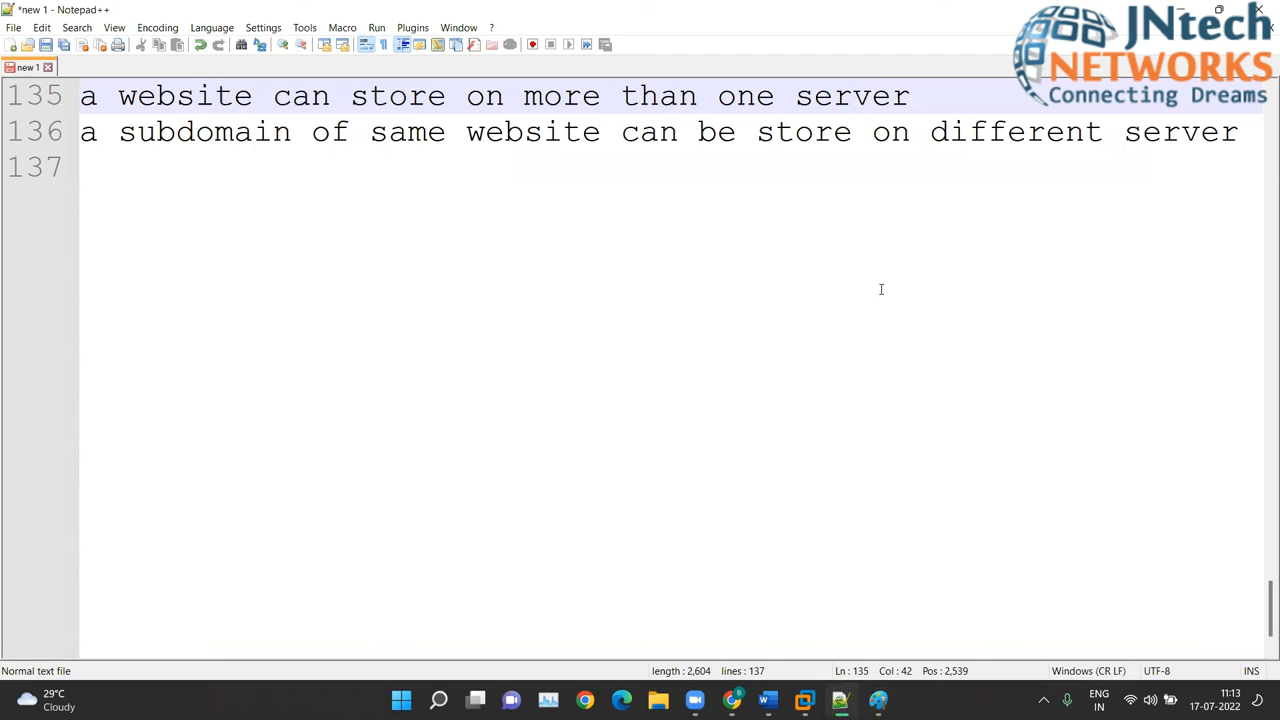 *new 1 - Notepad++
File Edit Search View Encoding Language Settings Tools Macro Run Plugins Window ?
new 1
JNtech
NETWORKS
Connecting Dreams
135 a website can store on more than one server
136 a subdomain of same website can be store on different server
137
Normal text file length : 2,604 lines : 137 Ln : 135 Col : 42 Pos : 2,539 Windows (CR LF) UTF-8 INS
29°C
Cloudy
ENG
IN
11:13
17-07-2022